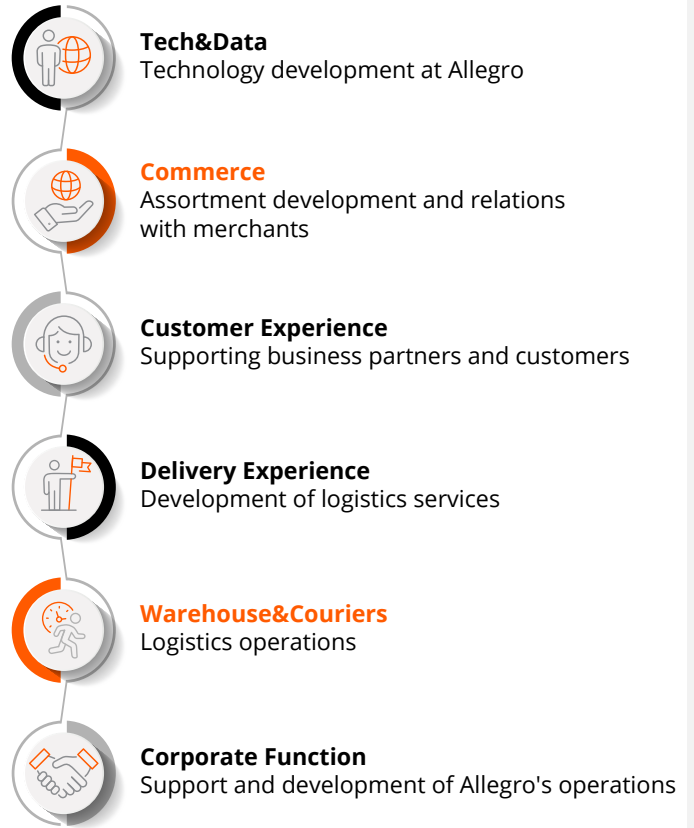 Tech&Data
Technology development at Allegro
Commerce
Assortment development and relations
with merchants
Customer Experience
Supporting business partners and customers
Delivery Experience
Development of logistics services
Warehouse&Couriers
Logistics operations
Corporate Function
Support and development of Allegro's operations